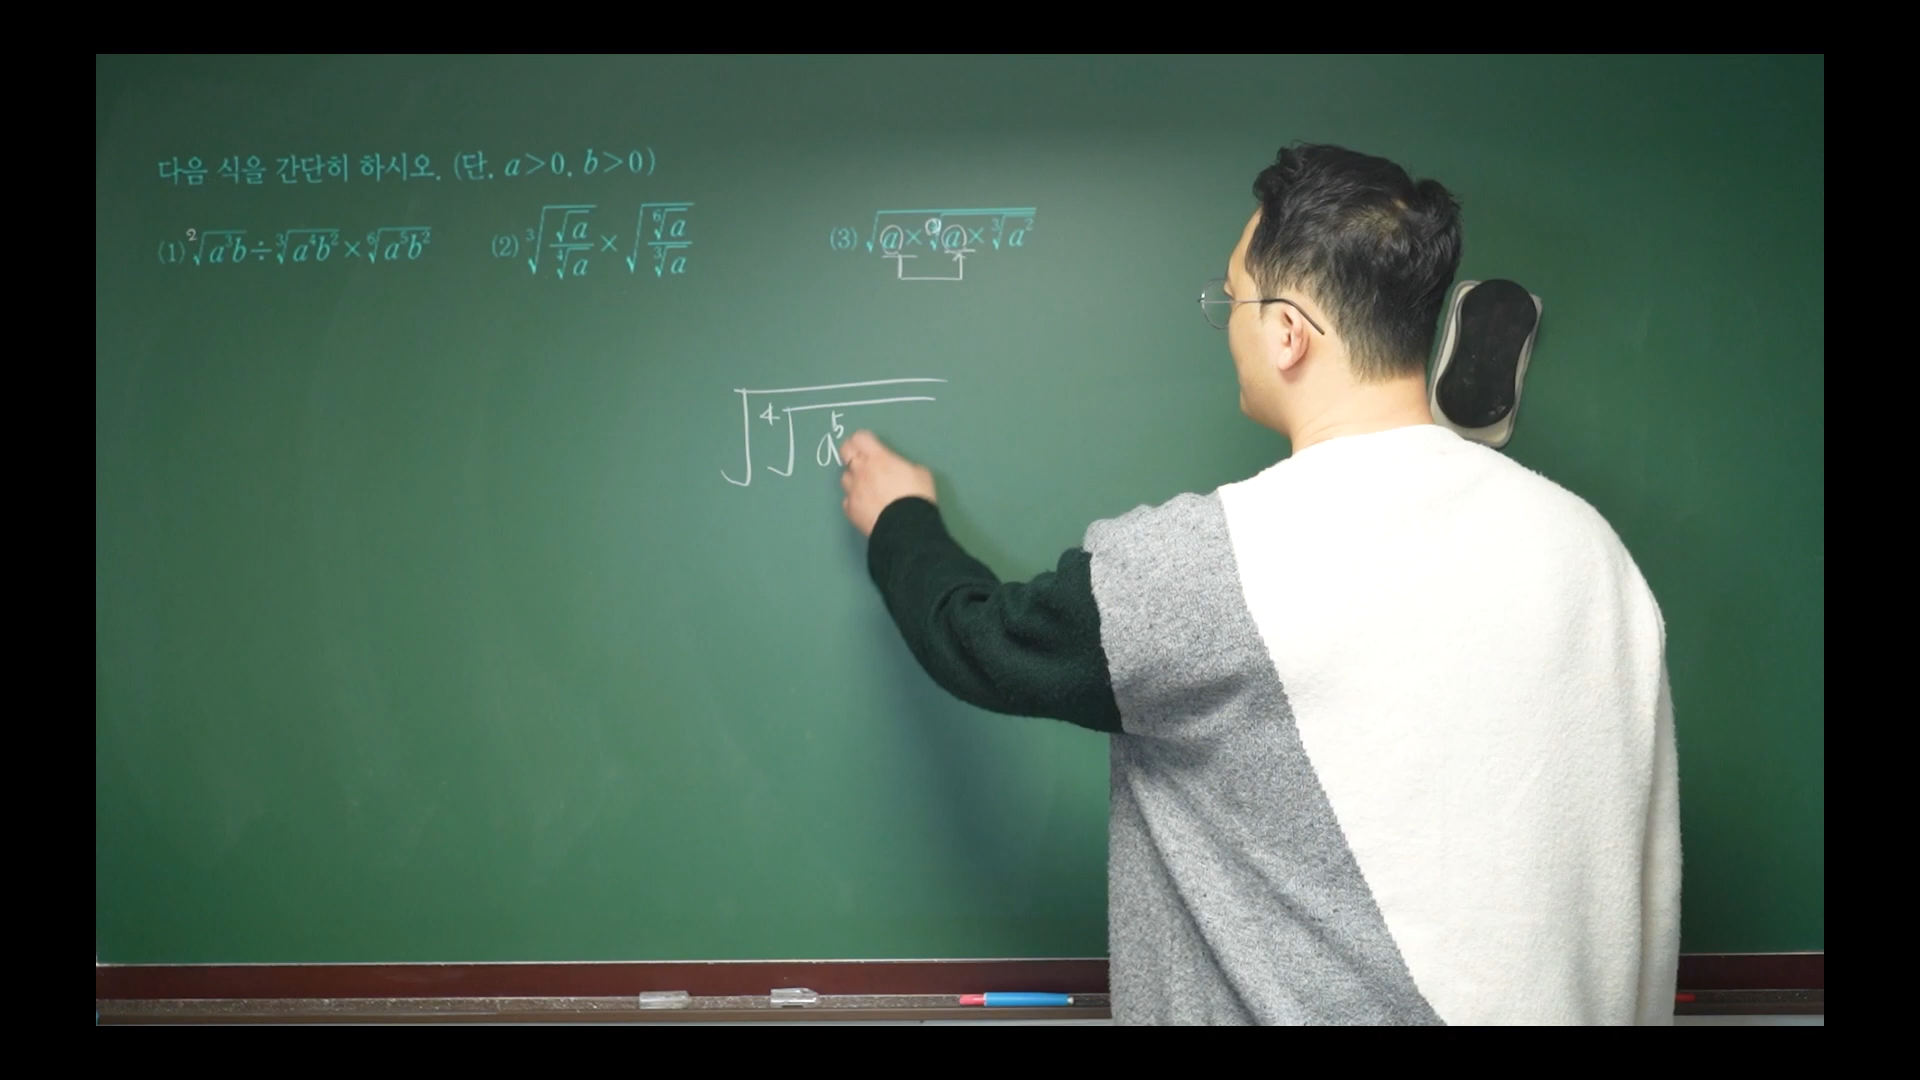 다음 식을 간단히 하시오. (단, a>0, b>0)
(1) ²√(a³b) ÷ ³√(a⁴b²) × ⁶√(a⁵b²) (2) ³√(√a / ⁴√a) × √(⁶√a / ³√a) (3) √(a × √(a × ³√(a²)))
√(⁴√(a⁵